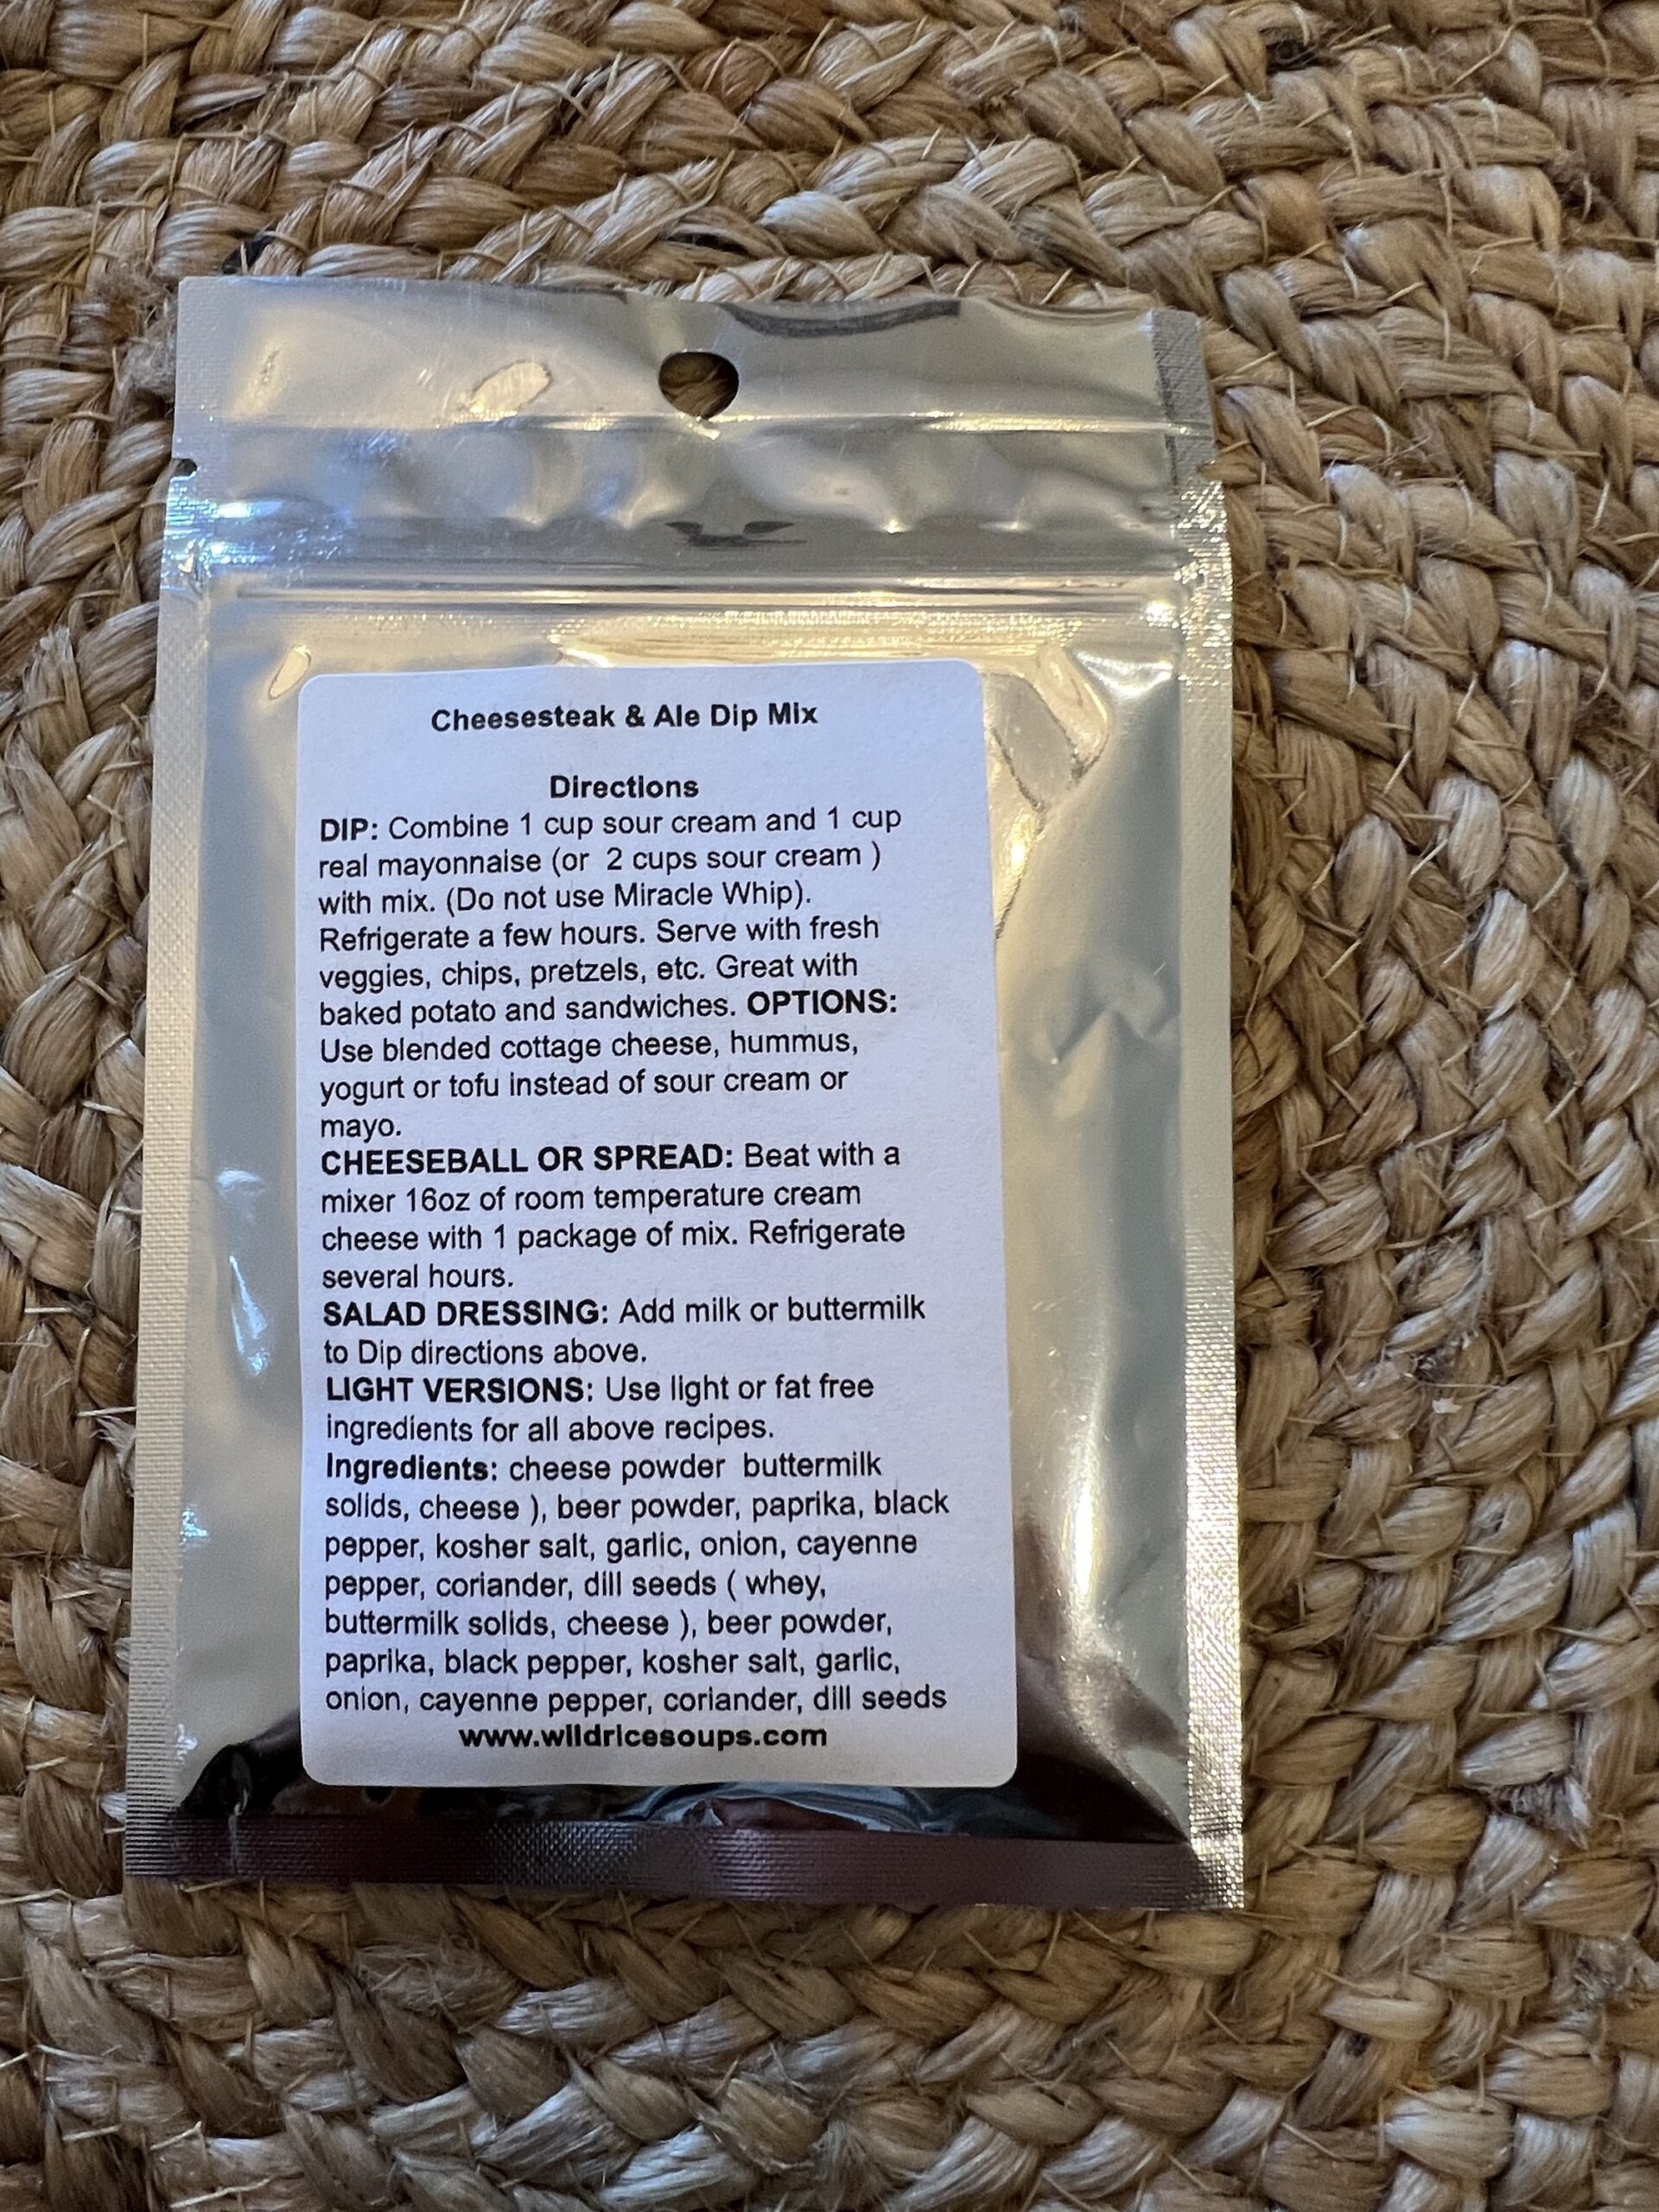 Cheesesteak & Ale Dip Mix
Directions
DIP: Combine 1 cup sour cream and 1 cup
real mayonnaise (or 2 cups sour cream )
with mix. (Do not use Miracle Whip).
Refrigerate a few hours. Serve with fresh
veggies, chips, pretzels, etc. Great with
baked potato and sandwiches. OPTIONS:
Use blended cottage cheese, hummus,
yogurt or tofu instead of sour cream or
mayo.
CHEESEBALL OR SPREAD: Beat with a
mixer 16oz of room temperature cream
cheese with 1 package of mix. Refrigerate
several hours.
SALAD DRESSING: Add milk or buttermilk
to Dip directions above.
LIGHT VERSIONS: Use light or fat free
ingredients for all above recipes.
Ingredients: cheese powder buttermilk
solids, cheese ), beer powder, paprika, black
pepper, kosher salt, garlic, onion, cayenne
pepper, coriander, dill seeds ( whey,
buttermilk solids, cheese ), beer powder,
paprika, black pepper, kosher salt, garlic,
onion, cayenne pepper, coriander, dill seeds
www.wildricesoups.com